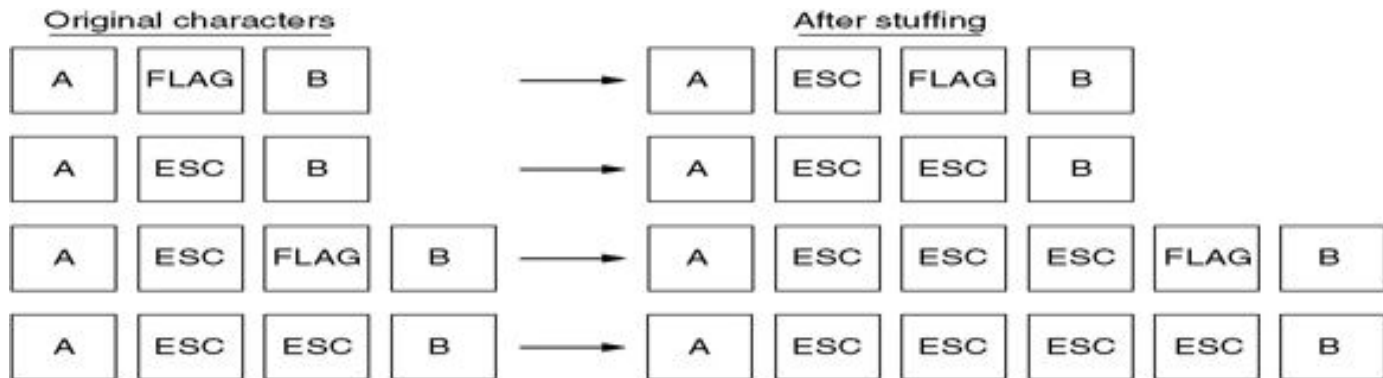 Original characters After stuffing
A FLAG B A ESC FLAG B
A ESC B A ESC ESC B
A ESC FLAG B A ESC ESC ESC FLAG B
A ESC ESC B A ESC ESC ESC ESC B